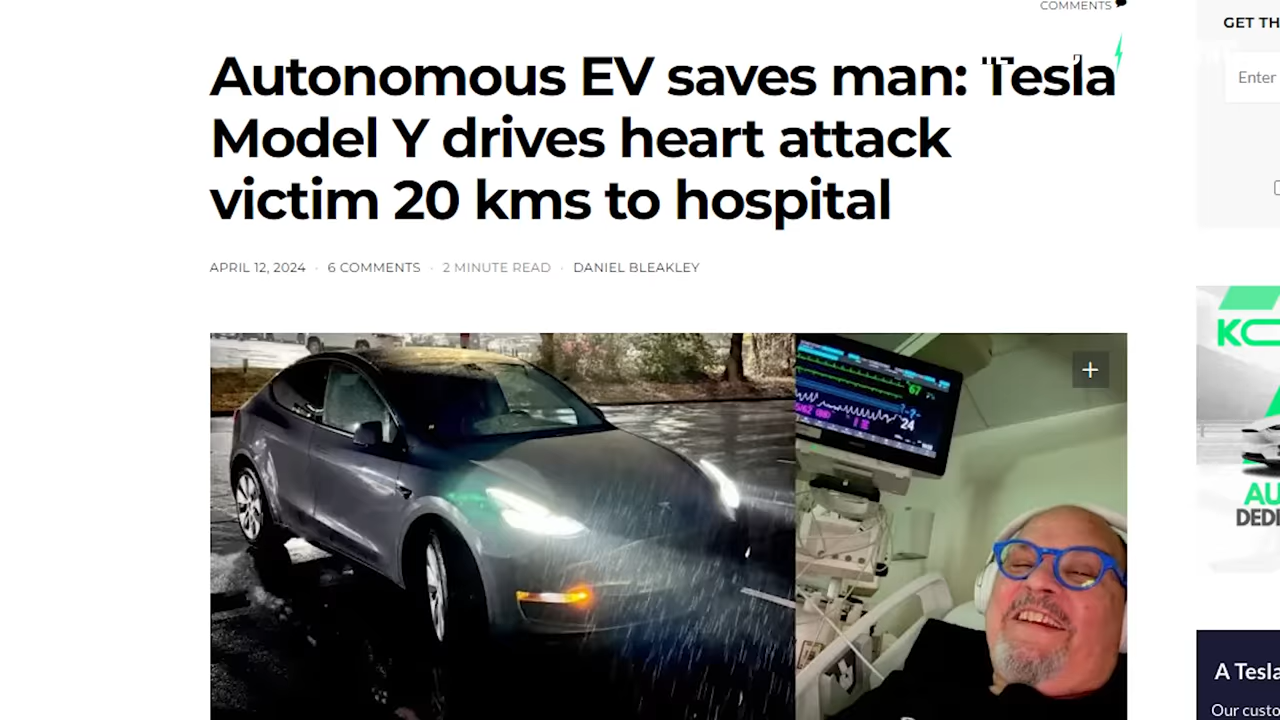 COMMENTS
GET TH
Autonomous EV saves man: Tesla
Model Y drives heart attack
victim 20 kms to hospital
Enter
APRIL 12, 2024 · 6 COMMENTS · 2 MINUTE READ · DANIEL BLEAKLEY
+
67
24
KO
AU
DEDI
A Tesla
Our custo